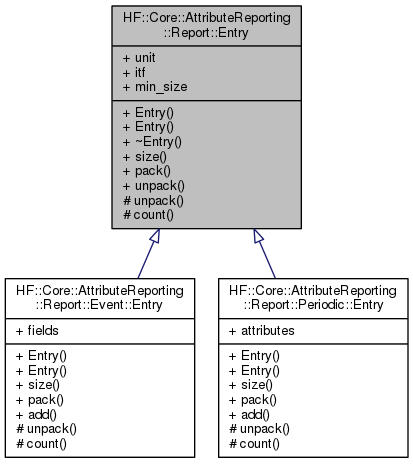 HF::Core::AttributeReporting
::Report::Entry
+ unit
+ itf
+ min_size
+ Entry()
+ Entry()
+ ~Entry()
+ size()
+ pack()
+ unpack()
# unpack()
# count()
HF::Core::AttributeReporting
::Report::Event::Entry
+ fields
+ Entry()
+ Entry()
+ size()
+ pack()
+ add()
# unpack()
# count()
HF::Core::AttributeReporting
::Report::Periodic::Entry
+ attributes
+ Entry()
+ Entry()
+ size()
+ pack()
+ add()
# unpack()
# count()